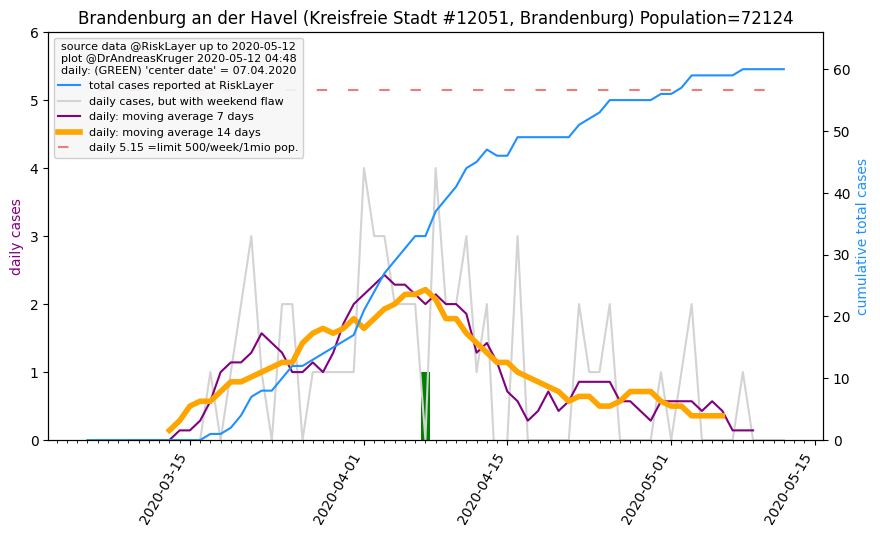 Brandenburg an der Havel (Kreisfreie Stadt #12051, Brandenburg) Population=72124
source data @RiskLayer up to 2020-05-12
plot @DrAndreasKruger 2020-05-12 04:48
daily: (GREEN) 'center date' = 07.04.2020
total cases reported at RiskLayer
daily cases, but with weekend flaw
daily: moving average 7 days
daily: moving average 14 days
daily 5.15 =limit 500/week/1mio pop.
daily cases
6
5
4
3
2
1
0
cumulative total cases
60
50
40
30
20
10
0
2020-03-15
2020-04-01
2020-04-15
2020-05-01
2020-05-15